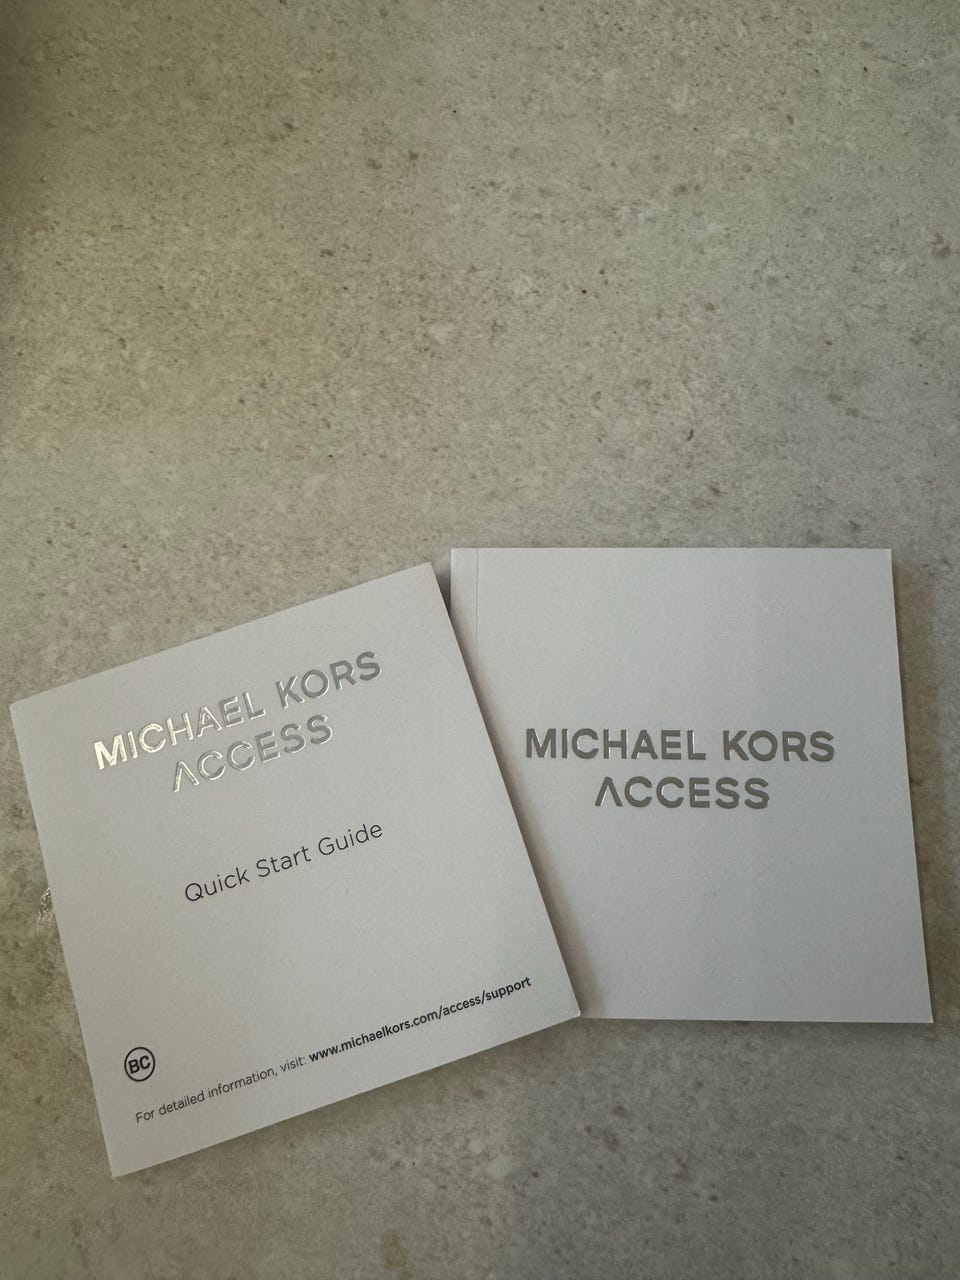 MICHAEL KORS
ACCESS
Quick Start Guide
BC
For detailed information, visit: www.michaelkors.com/access/support
MICHAEL KORS
ACCESS